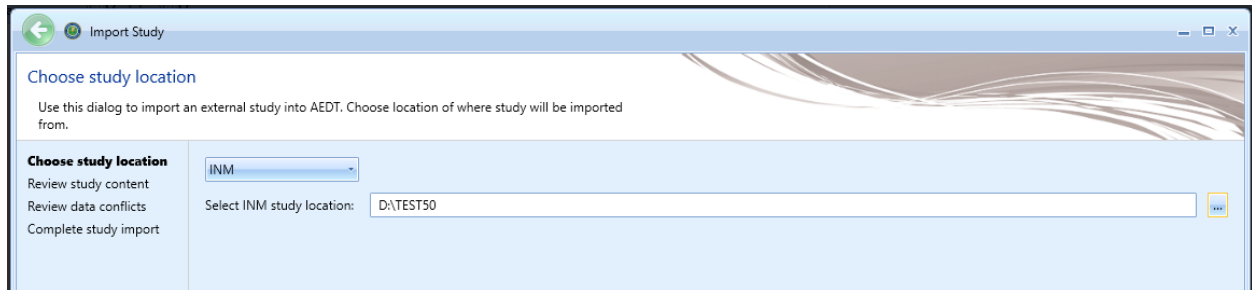 Import Study
Choose study location
Use this dialog to import an external study into AEDT. Choose location of where study will be imported
from.
Choose study location
Review study content
Review data conflicts
Complete study import
INM
Select INM study location: D:\TEST50
...